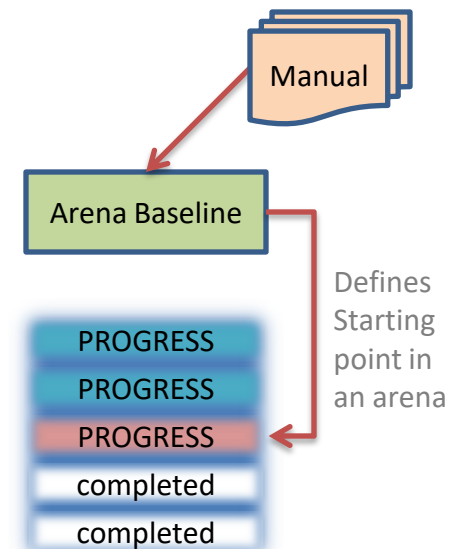 Manual
Arena Baseline
Defines
Starting
point in
an arena
PROGRESS
PROGRESS
PROGRESS
completed
completed